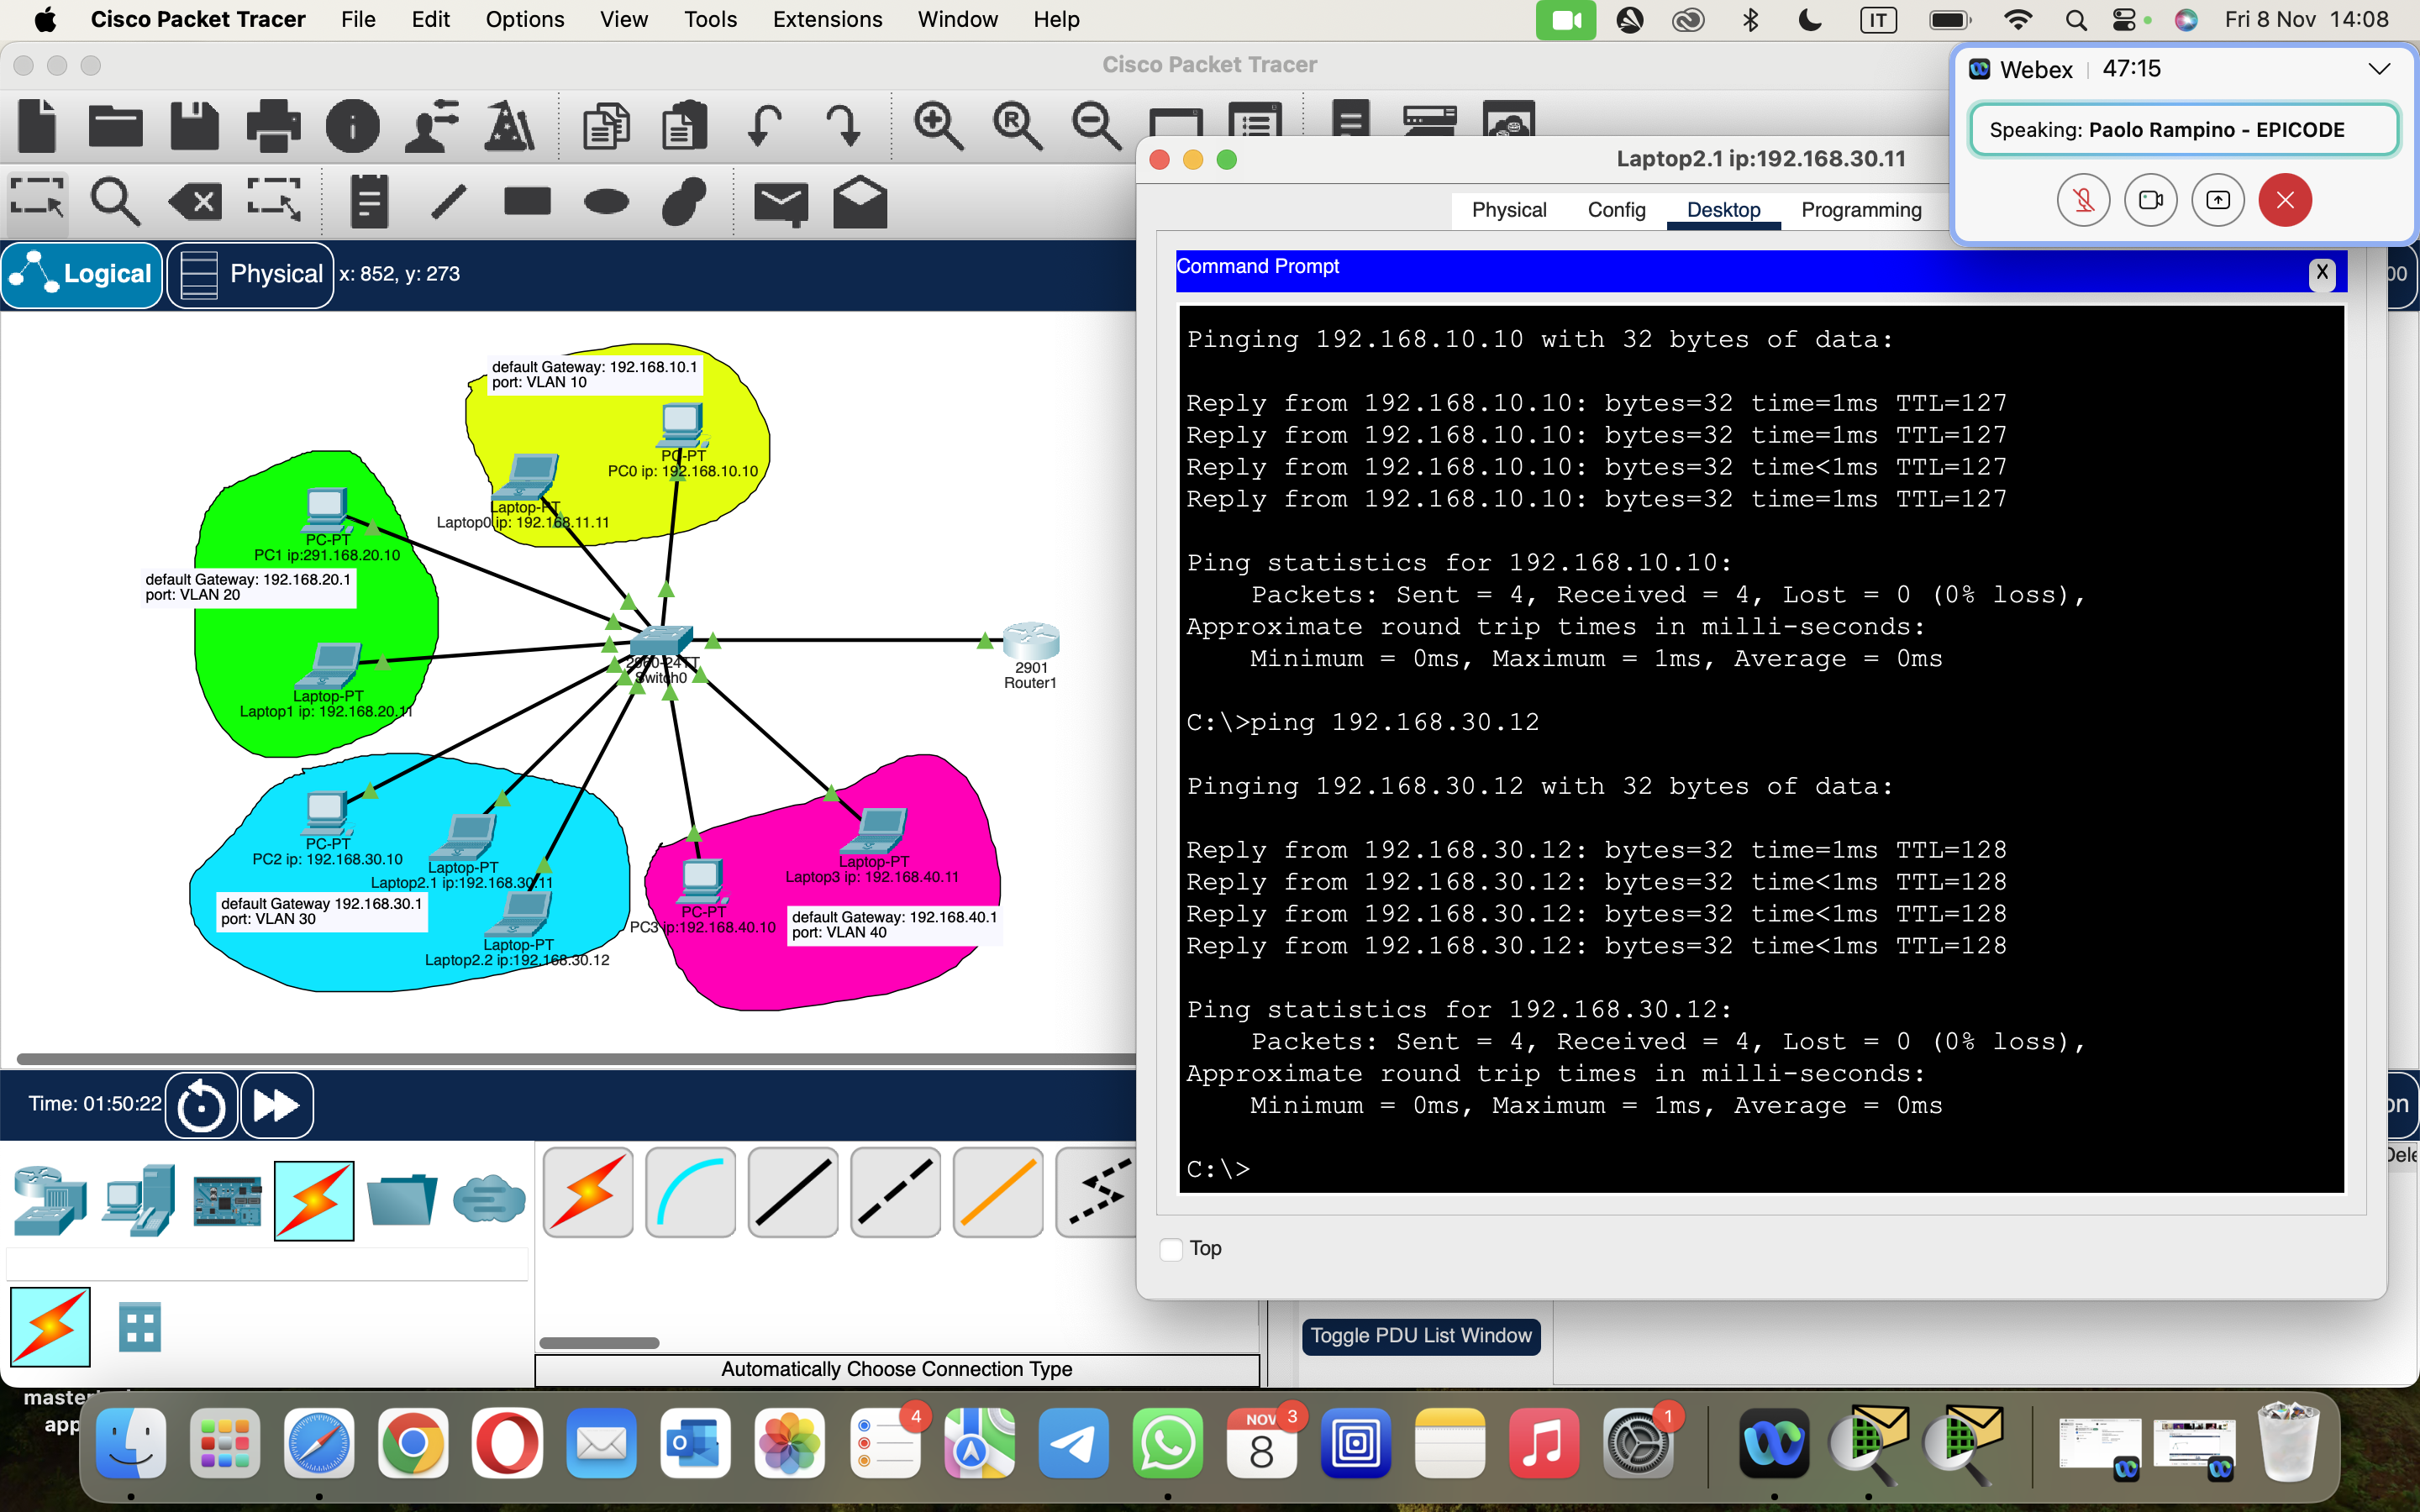 Cisco Packet Tracer File Edit Options View Tools Extensions Window Help IT Fri 8 Nov 14:08
Cisco Packet Tracer
Webex 47:15
Speaking: Paolo Rampino - EPICODE
R
Laptop2.1 ip:192.168.30.11
Physical Config Desktop Programming
Logical Physical x: 852, y: 273
Command Prompt X
default Gateway: 192.168.10.1
port: VLAN 10
PC-PT
PC0 ip: 192.168.10.10
Laptop-PT
Laptop0 ip: 192.168.11.11
PC-PT
PC1 ip:291.168.20.10
default Gateway: 192.168.20.1
port: VLAN 20
Laptop-PT
Laptop1 ip: 192.168.20.11
2960-24TT
Switch0
2901
Router1
PC-PT
PC2 ip: 192.168.30.10
Laptop-PT
Laptop2.1 ip:192.168.30.11
default Gateway 192.168.30.1
port: VLAN 30
Laptop-PT
Laptop2.2 ip:192.168.30.12
Laptop-PT
Laptop3 ip: 192.168.40.11
PC-PT
PC3 ip:192.168.40.10
default Gateway: 192.168.40.1
port: VLAN 40
Pinging 192.168.10.10 with 32 bytes of data:
Reply from 192.168.10.10: bytes=32 time=1ms TTL=127
Reply from 192.168.10.10: bytes=32 time=1ms TTL=127
Reply from 192.168.10.10: bytes=32 time<1ms TTL=127
Reply from 192.168.10.10: bytes=32 time=1ms TTL=127
Ping statistics for 192.168.10.10:
Packets: Sent = 4, Received = 4, Lost = 0 (0% loss),
Approximate round trip times in milli-seconds:
Minimum = 0ms, Maximum = 1ms, Average = 0ms
C:\>ping 192.168.30.12
Pinging 192.168.30.12 with 32 bytes of data:
Reply from 192.168.30.12: bytes=32 time=1ms TTL=128
Reply from 192.168.30.12: bytes=32 time<1ms TTL=128
Reply from 192.168.30.12: bytes=32 time<1ms TTL=128
Reply from 192.168.30.12: bytes=32 time<1ms TTL=128
Ping statistics for 192.168.30.12:
Packets: Sent = 4, Received = 4, Lost = 0 (0% loss),
Approximate round trip times in milli-seconds:
Minimum = 0ms, Maximum = 1ms, Average = 0ms
C:\>
Top
Time: 01:50:22
Toggle PDU List Window
Automatically Choose Connection Type
app
4
NOV 3
8
1